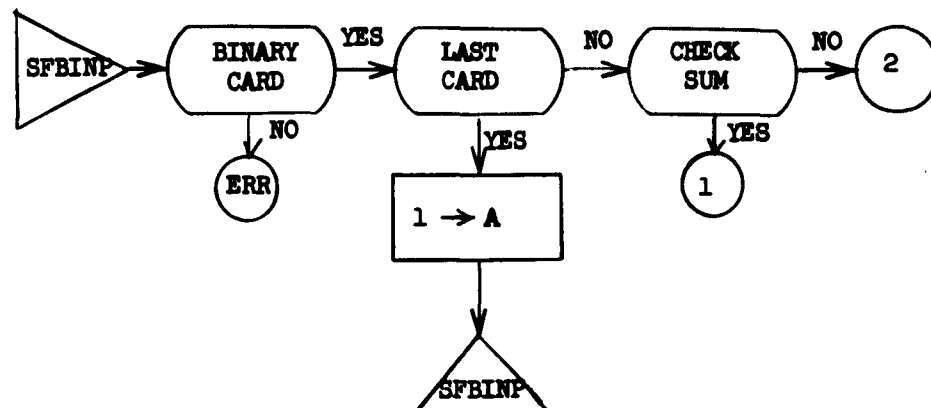 SFBINP
BINARY
CARD
YES
LAST
CARD
NO
CHECK
SUM
NO
2
NO
ERR
YES
1 → A
YES
1
SFBINP